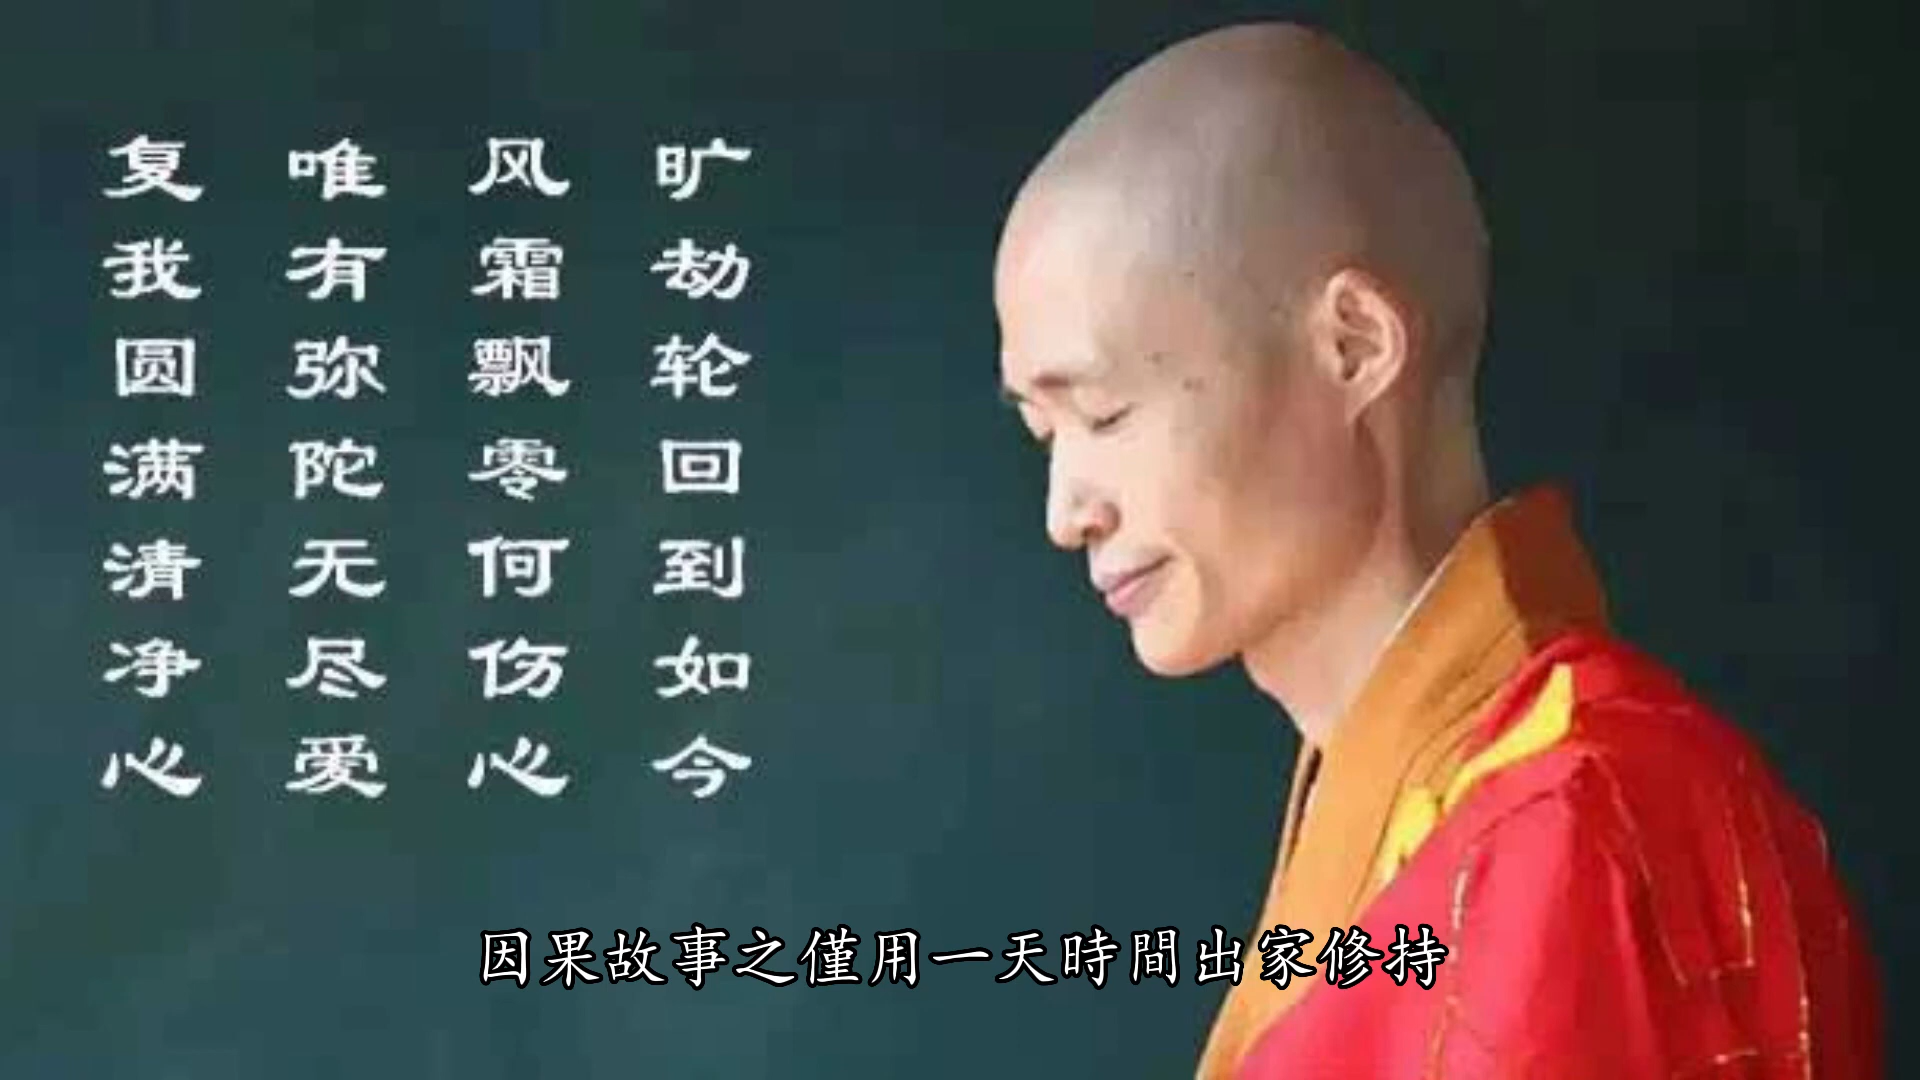 旷劫轮回到如今
风霜飘零何伤心
唯有弥陀无尽爱
复我圆满清净心
因果故事之僅用一天時間出家修持